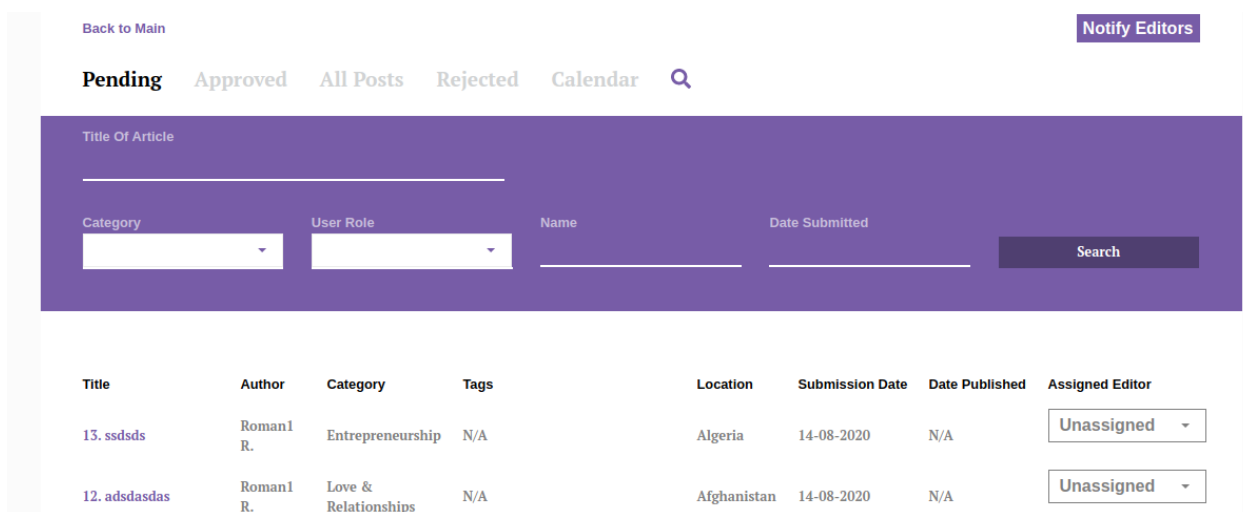 Back to Main
Notify Editors
Pending Approved All Posts Rejected Calendar
Title Of Article
Category User Role Name Date Submitted
Search
Title Author Category Tags Location Submission Date Date Published Assigned Editor
13. ssdsds Roman1 R. Entrepreneurship N/A Algeria 14-08-2020 N/A Unassigned
12. adsdasdas Roman1 R. Love & Relationships N/A Afghanistan 14-08-2020 N/A Unassigned